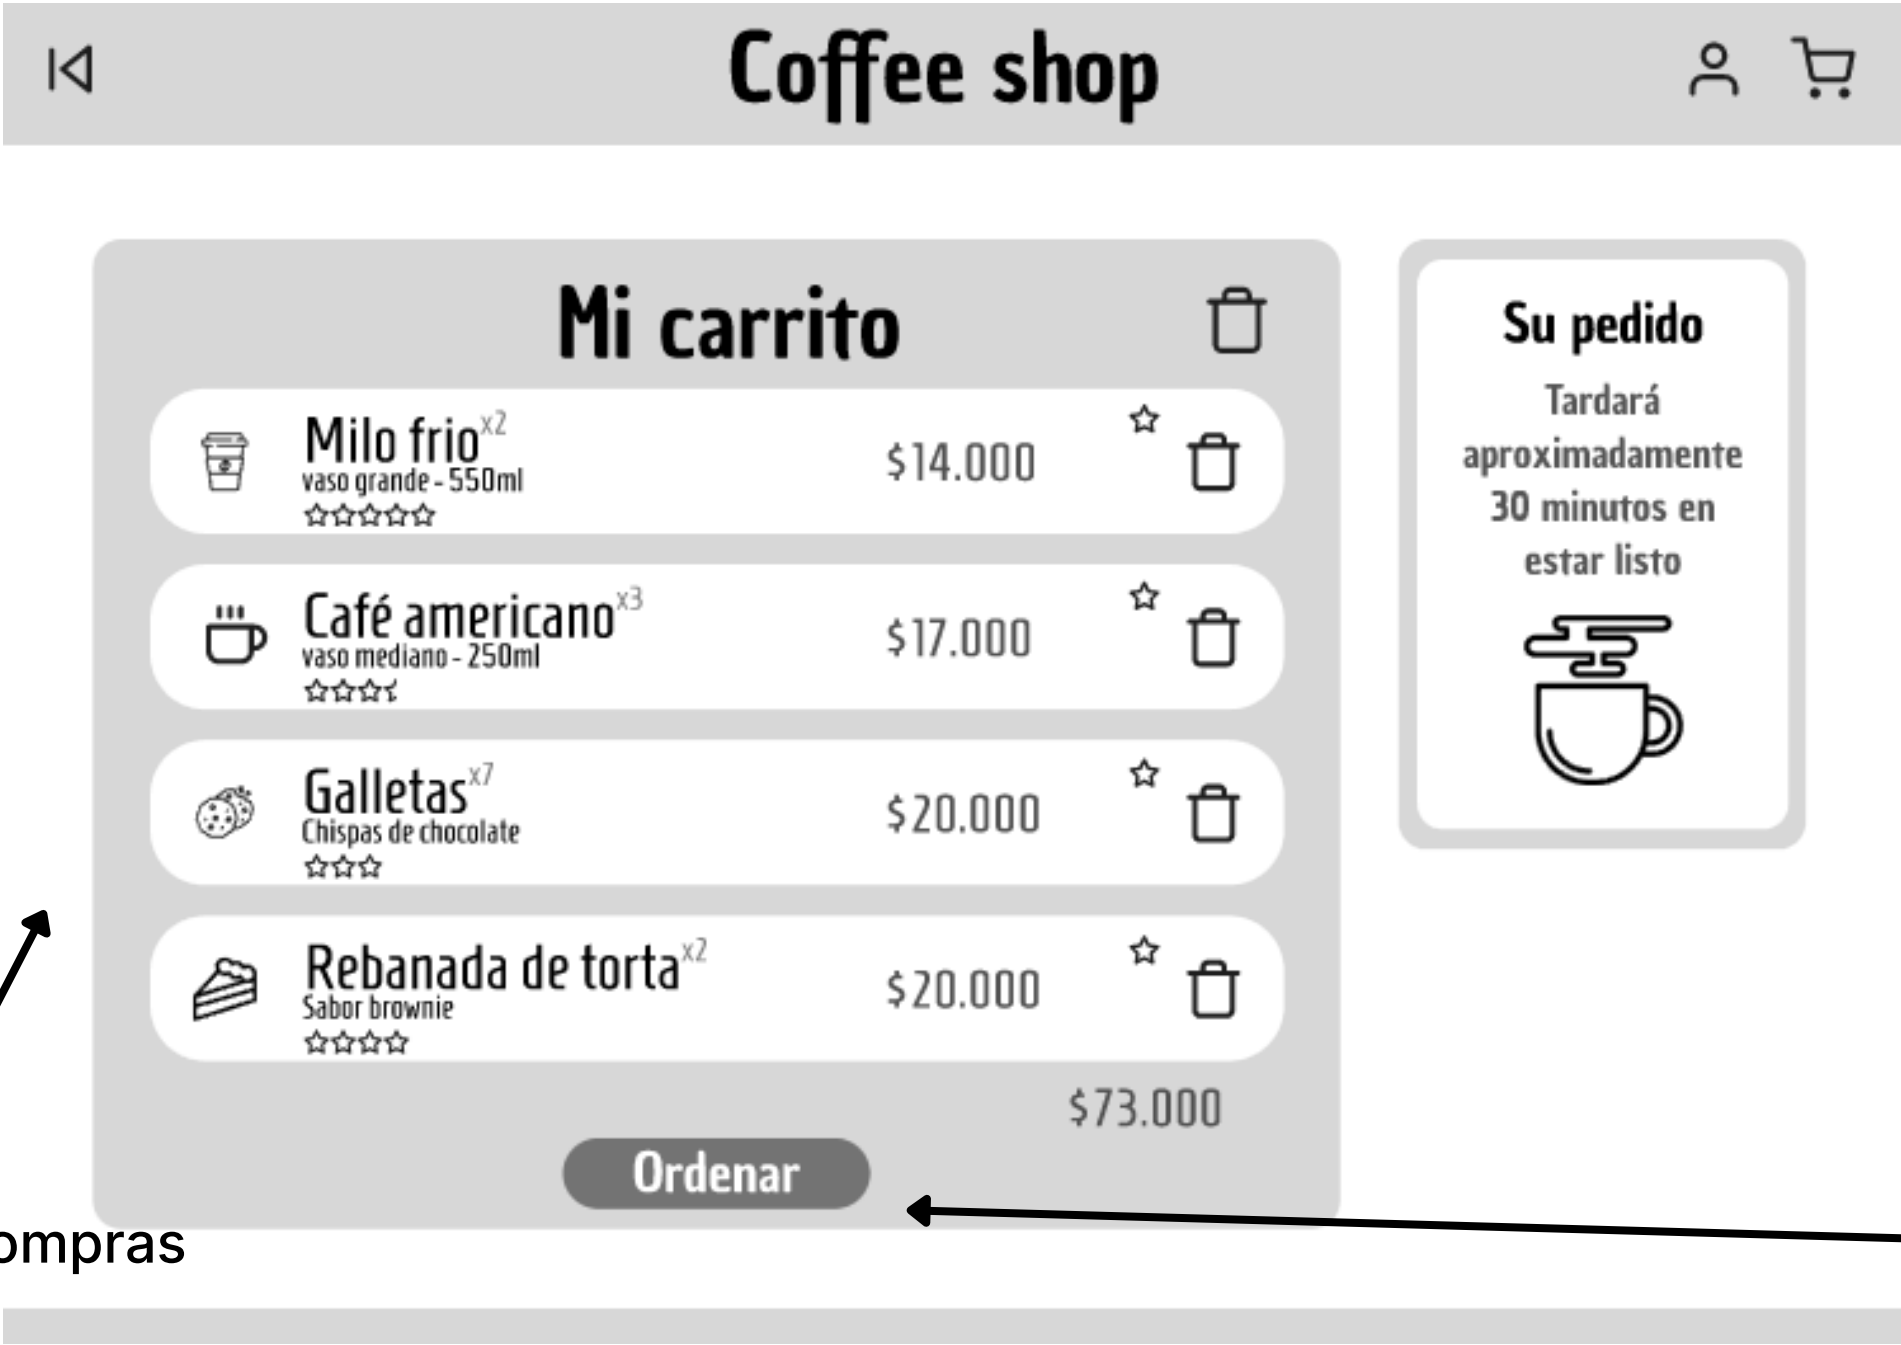 Coffee shop
Mi carrito
Milo frio x2
vaso grande - 550ml
$14.000
Café americano x3
vaso mediano - 250ml
$17.000
Galletas x7
Chispas de chocolate
$20.000
Rebanada de torta x2
Sabor brownie
$20.000
$73.000
Ordenar
Su pedido
Tardará
aproximadamente
30 minutos en
estar listo
ompras